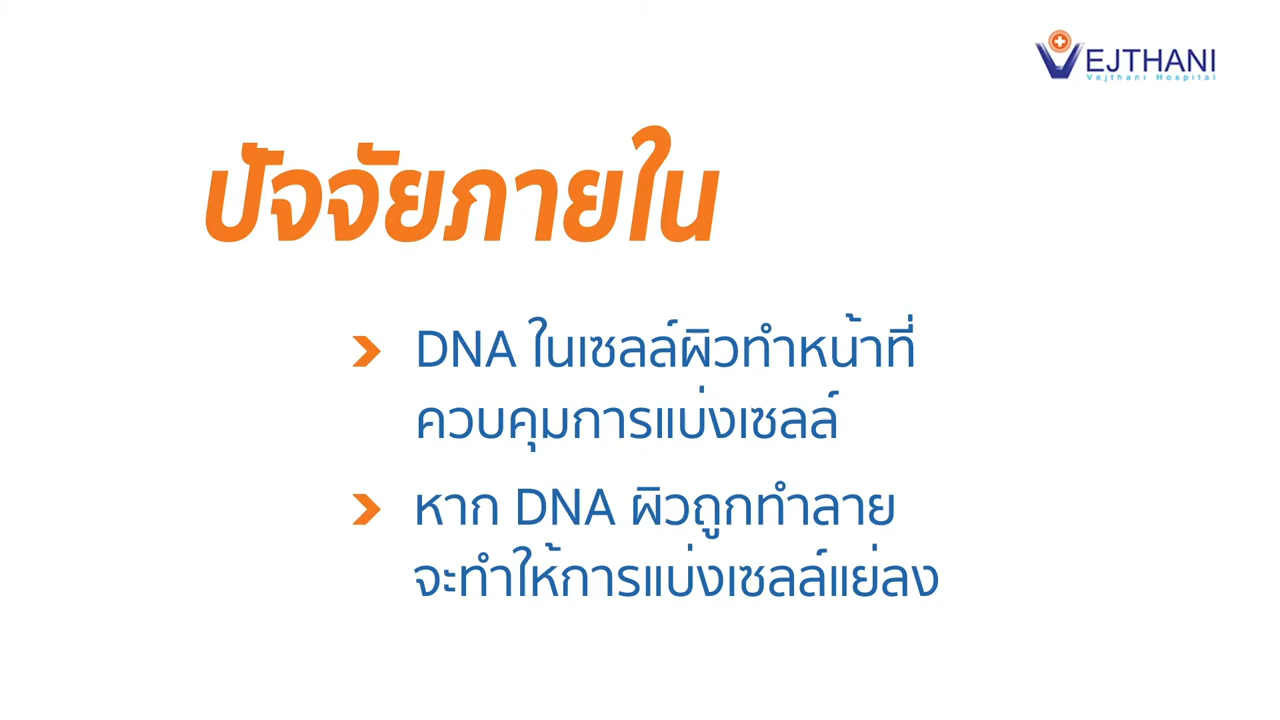 VEJTHANI
Vejthani Hospital
ปัจจัยภายใน
DNA ในเซลล์ผิวทำหน้าที่
ควบคุมการแบ่งเซลล์
หาก DNA ผิวถูกทำลาย
จะทำให้การแบ่งเซลล์แย่ลง